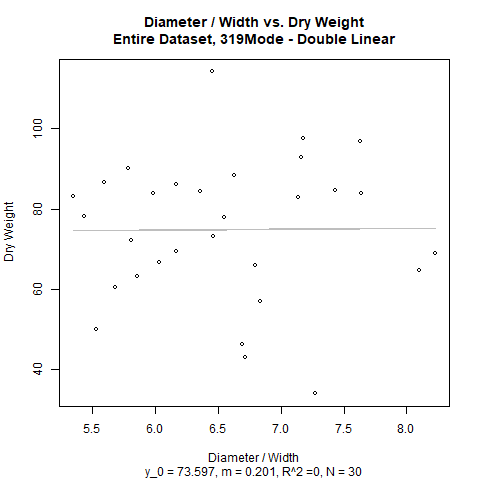 Diameter / Width vs. Dry Weight
Entire Dataset, 319Mode - Double Linear
Dry Weight
100
80
60
40
5.5 6.0 6.5 7.0 7.5 8.0
Diameter / Width
y_0 = 73.597, m = 0.201, R^2 =0, N = 30